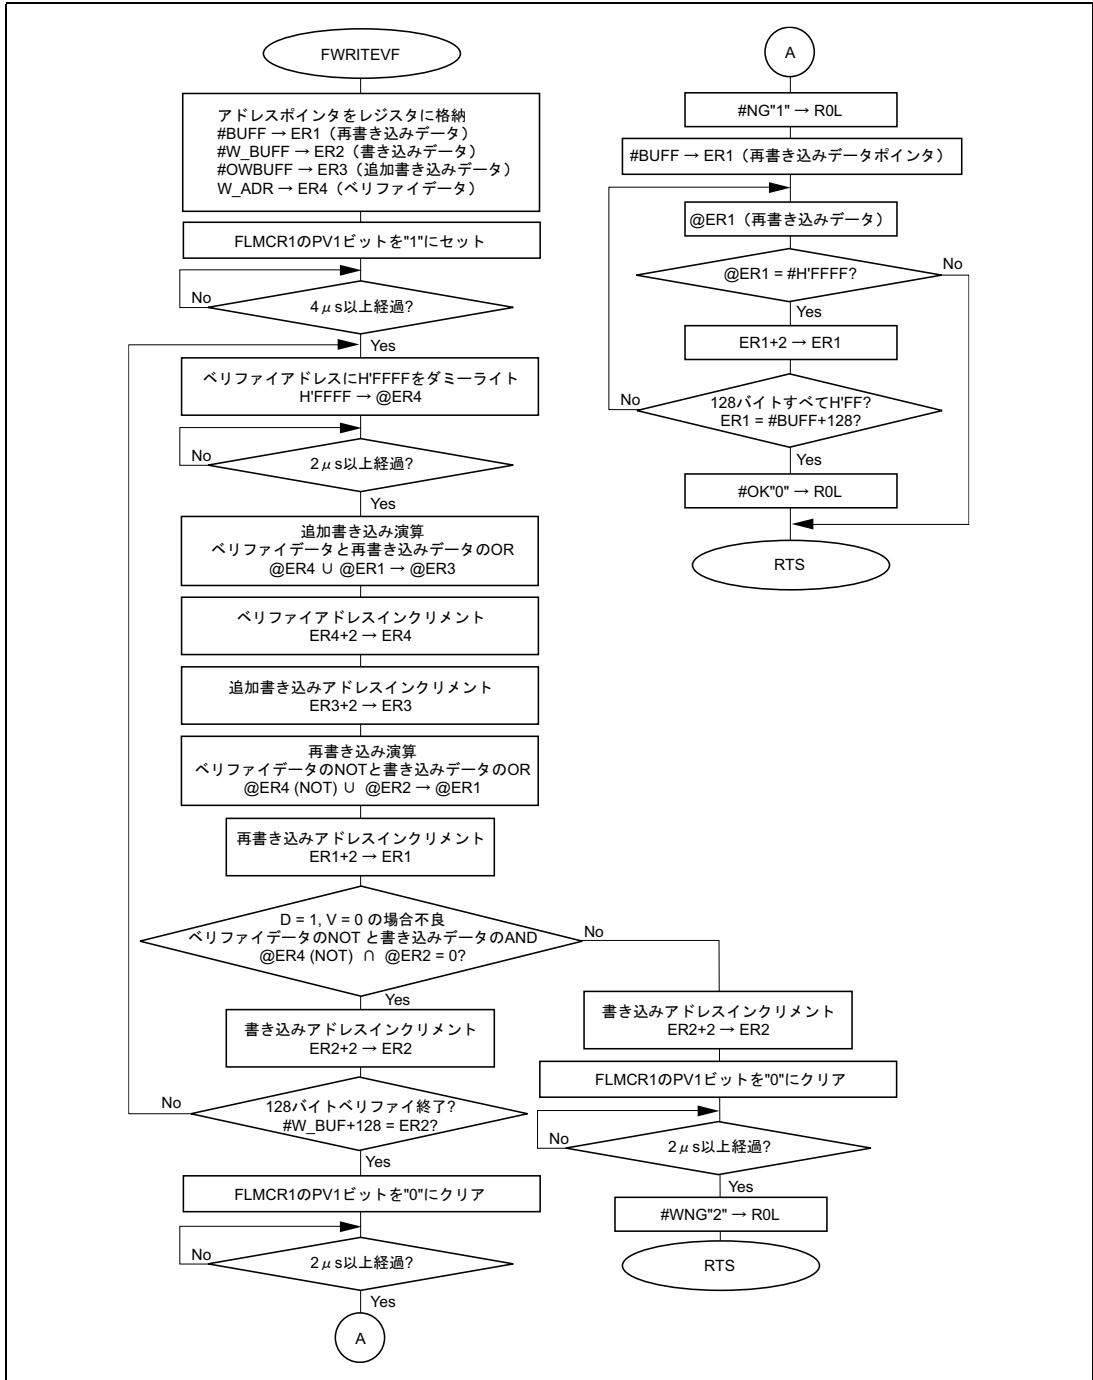 FWRITEVF
アドレスポインタをレジスタに格納
#BUFF → ER1（再書き込みデータ）
#W_BUFF → ER2（書き込みデータ）
#OWBUFF → ER3（追加書き込みデータ）
W_ADR → ER4（ベリファイデータ）
FLMCR1のPV1ビットを"1"にセット
No
4μs以上経過?
Yes
ベリファイアドレスにH'FFFFをダミーライト
H'FFFF → @ER4
No
2μs以上経過?
Yes
追加書き込み演算
ベリファイデータと再書き込みデータのOR
@ER4 ∪ @ER1 → @ER3
ベリファイアドレスインクリメント
ER4+2 → ER4
追加書き込みアドレスインクリメント
ER3+2 → ER3
再書き込み演算
ベリファイデータのNOTと書き込みデータのOR
@ER4 (NOT) ∪ @ER2 → @ER1
再書き込みアドレスインクリメント
ER1+2 → ER1
D = 1, V = 0 の場合不良
ベリファイデータのNOT と書き込みデータのAND
@ER4 (NOT) ∩ @ER2 = 0?
No
Yes
書き込みアドレスインクリメント
ER2+2 → ER2
No
128バイトベリファイ終了?
#W_BUF+128 = ER2?
Yes
FLMCR1のPV1ビットを"0"にクリア
No
2μs以上経過?
Yes
A
書き込みアドレスインクリメント
ER2+2 → ER2
FLMCR1のPV1ビットを"0"にクリア
No
2μs以上経過?
Yes
#WNG"2" → R0L
RTS
A
#NG"1" → R0L
#BUFF → ER1（再書き込みデータポインタ）
@ER1（再書き込みデータ）
@ER1 = #H'FFFF?
No
Yes
ER1+2 → ER1
No
128バイトすべてH'FF?
ER1 = #BUFF+128?
Yes
#OK"0" → R0L
RTS